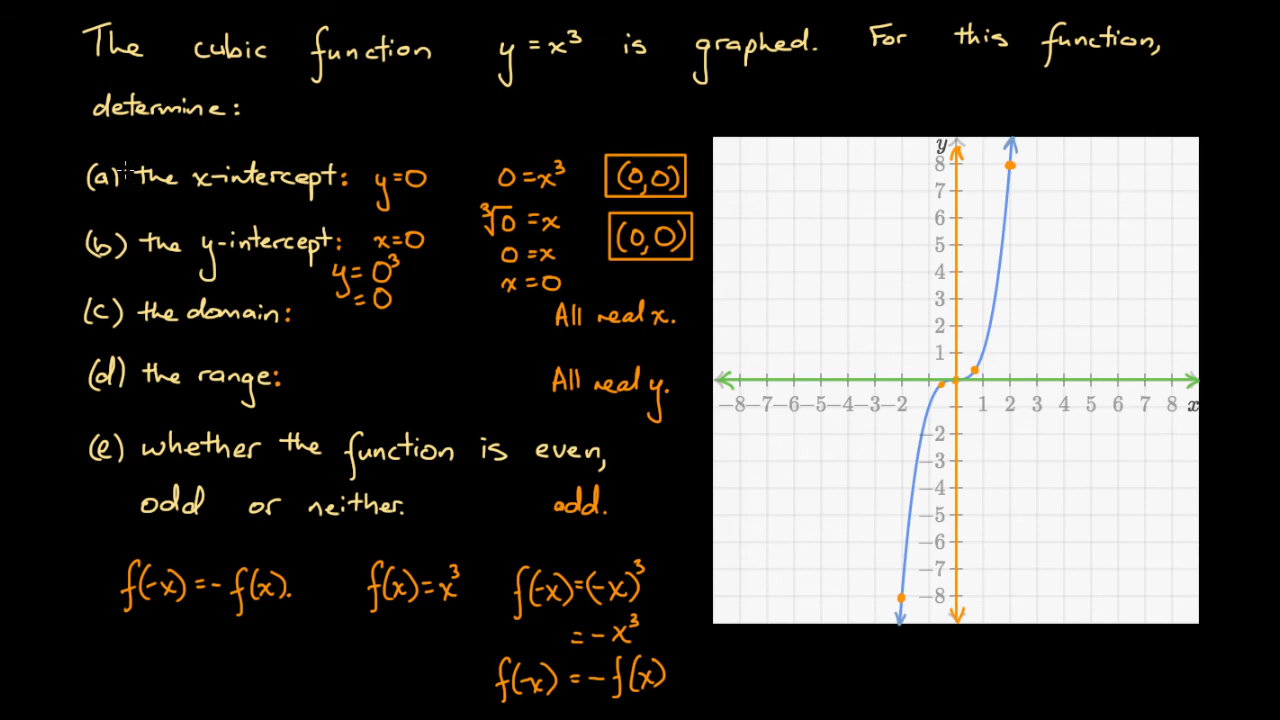 The cubic function y = x³ is graphed. For this function,
determine:
(a) the x-intercept: y=0 0 = x³ (0,0)
∛0 = x
(b) the y-intercept: x=0 (0,0)
y = 0³ 0 = x
= 0 x = 0
(c) the domain: All real x.
(d) the range: All real y.
(e) whether the function is even,
odd or neither. odd.
f(-x) = - f(x). f(x) = x³ f(-x) = (-x)³
= - x³
f(-x) = - f(x)
y
8
7
6
5
4
3
2
1
-8 -7 -6 -5 -4 -3 -2 1 2 3 4 5 6 7 8 x
-2
-3
-4
-5
-6
-7
-8